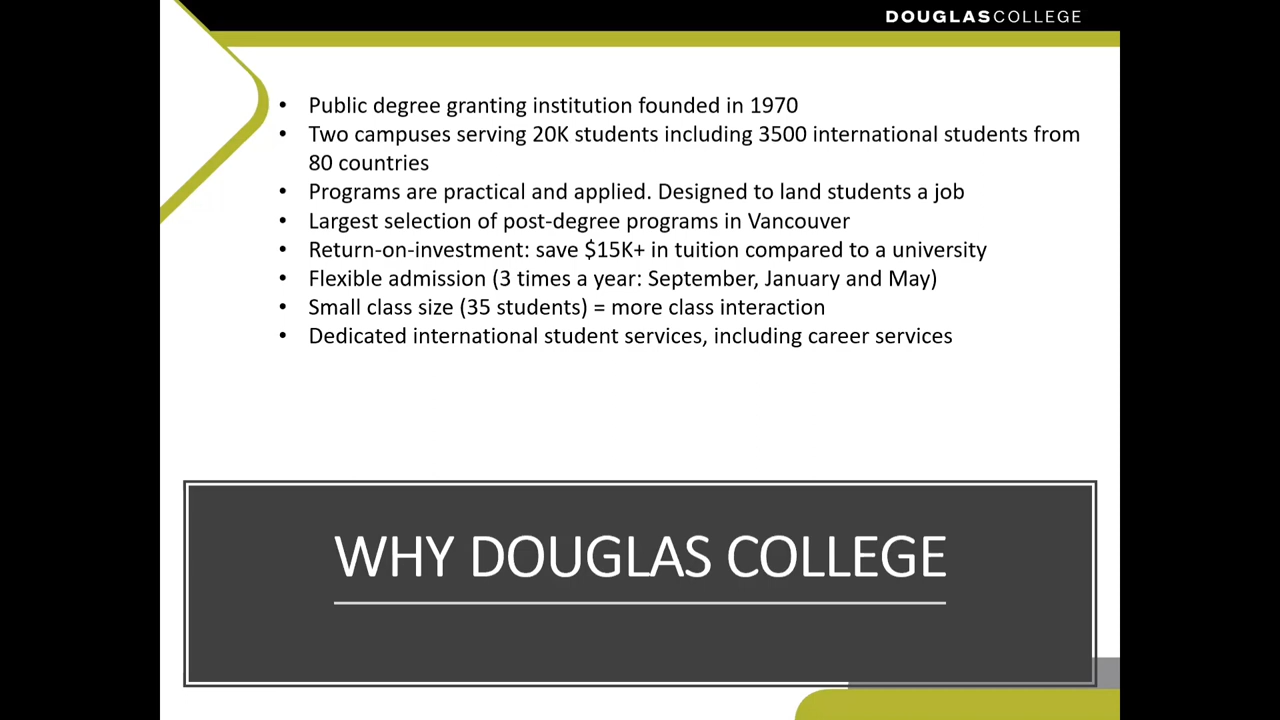 DOUGLASCOLLEGE
• Public degree granting institution founded in 1970
• Two campuses serving 20K students including 3500 international students from
80 countries
• Programs are practical and applied. Designed to land students a job
• Largest selection of post-degree programs in Vancouver
• Return-on-investment: save $15K+ in tuition compared to a university
• Flexible admission (3 times a year: September, January and May)
• Small class size (35 students) = more class interaction
• Dedicated international student services, including career services
WHY DOUGLAS COLLEGE